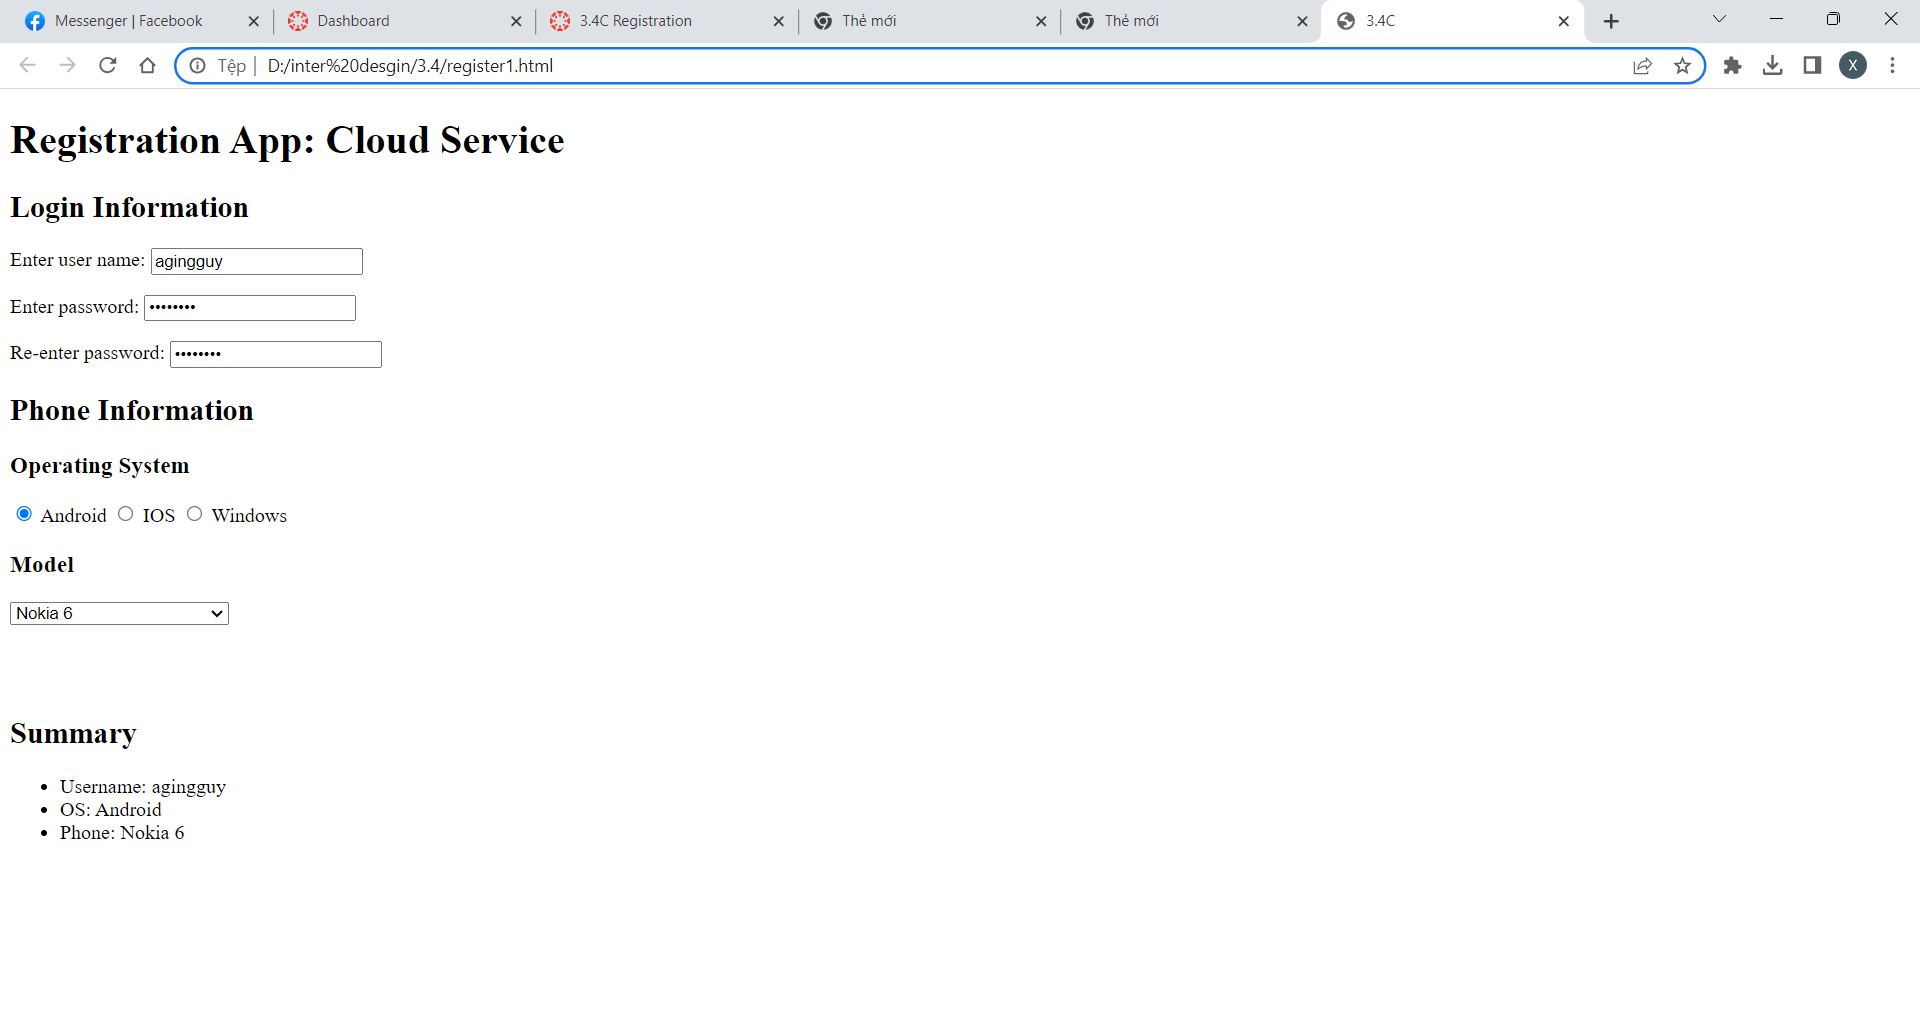 Messenger | Facebook
Dashboard
3.4C Registration
Thẻ mới
Thẻ mới
3.4C
Tệp | D:/inter%20desgin/3.4/register1.html
X
Registration App: Cloud Service
Login Information
Enter user name: agingguy
Enter password: ••••••••
Re-enter password: ••••••••
Phone Information
Operating System
Android IOS Windows
Model
Nokia 6
Summary
• Username: agingguy
• OS: Android
• Phone: Nokia 6